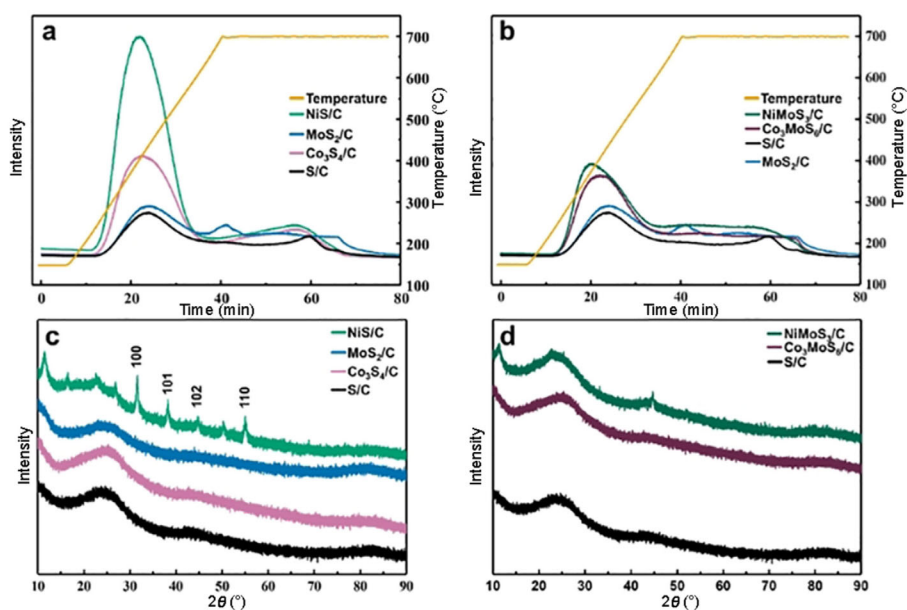 a
Intensity
Temperature
NiS/C
MoS₂/C
Co₃S₄/C
S/C
700
600
500
400
300
200
100
Temperature (°C)
0 20 40 60 80
Time (min)
b
Intensity
Temperature
NiMoS₃/C
Co₃MoS₆/C
S/C
MoS₂/C
700
600
500
400
300
200
100
Temperature (°C)
0 20 40 60 80
Time (min)
c
Intensity
NiS/C
MoS₂/C
Co₃S₄/C
S/C
100
101
102
110
10 20 30 40 50 60 70 80 90
2θ (°)
d
Intensity
NiMoS₃/C
Co₃MoS₆/C
S/C
10 20 30 40 50 60 70 80 90
2θ (°)